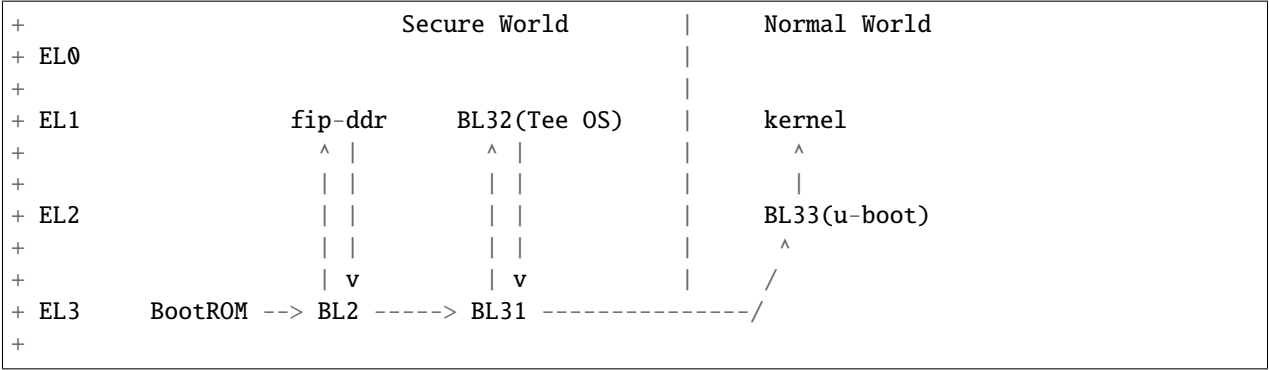 +                                Secure World          |      Normal World
+ EL0                                                  |
+                                                      |
+ EL1                  fip-ddr      BL32(Tee OS)     |      kernel
+                         ^ |           ^ |            |         ^
+                         | |           | |            |         |
+ EL2                     | |           | |            |      BL33(u-boot)
+                         | |           | |            |        ^
+                         | v           | v            |       /
+ EL3      BootROM --> BL2 -----> BL31 ---------------/
+